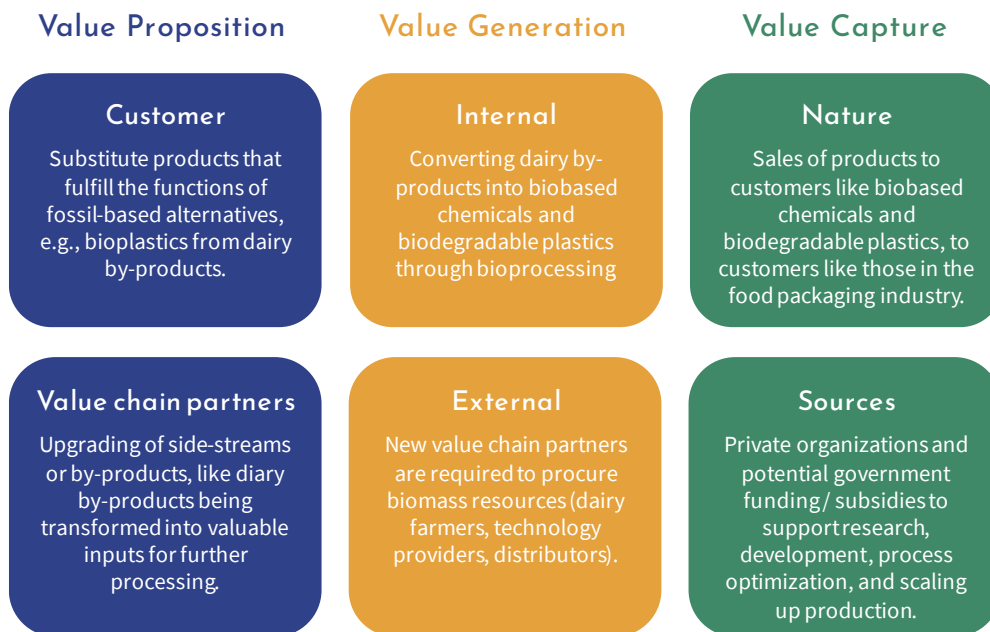 Value Proposition
Value Generation
Value Capture
Customer
Substitute products that
fulfill the functions of
fossil-based alternatives,
e.g., bioplastics from dairy
by-products.
Internal
Converting dairy by-
products into biobased
chemicals and
biodegradable plastics
through bioprocessing
Nature
Sales of products to
customers like biobased
chemicals and
biodegradable plastics, to
customers like those in the
food packaging industry.
Value chain partners
Upgrading of side-streams
or by-products, like diary
by-products being
transformed into valuable
inputs for further
processing.
External
New value chain partners
are required to procure
biomass resources (dairy
farmers, technology
providers, distributors).
Sources
Private organizations and
potential government
funding/ subsidies to
support research,
development, process
optimization, and scaling
up production.